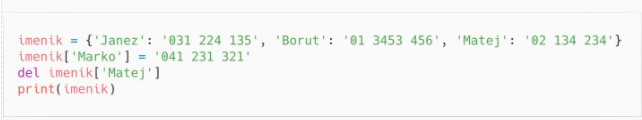 imenik = {'Janez': '031 224 135', 'Borut': '01 3453 456', 'Matej': '02 134 234'}
imenik['Marko'] = '041 231 321'
del imenik['Matej']
print(imenik)